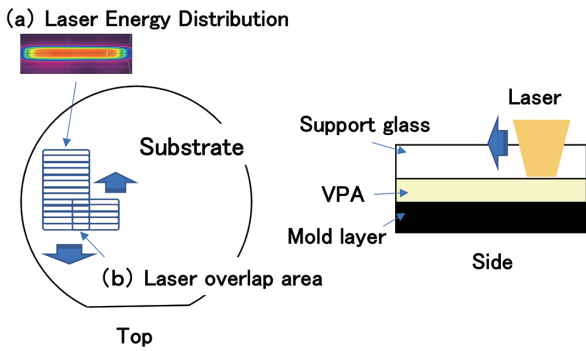 (a) Laser Energy Distribution
Substrate
(b) Laser overlap area
Top
Laser
Support glass
VPA
Mold layer
Side